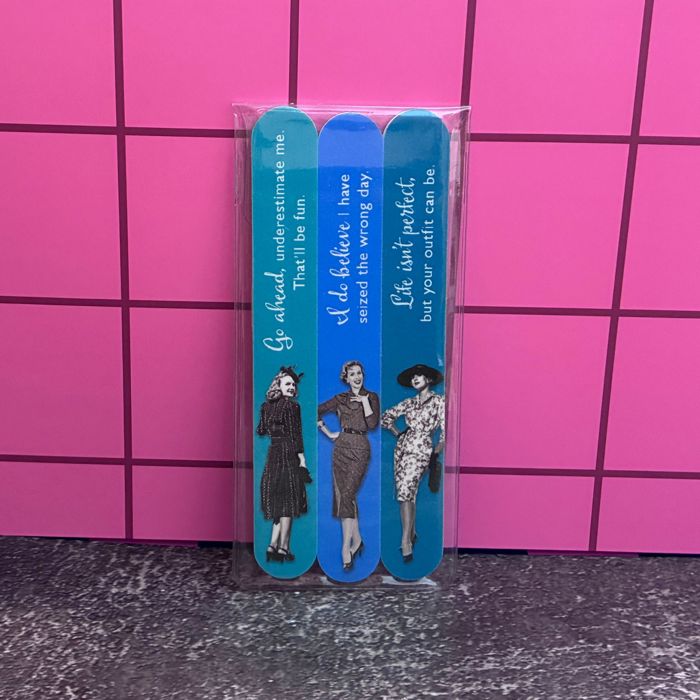 Go ahead, underestimate me.
That'll be fun.
I do believe I have
seized the wrong day.
Life isn't perfect,
but your outfit can be.